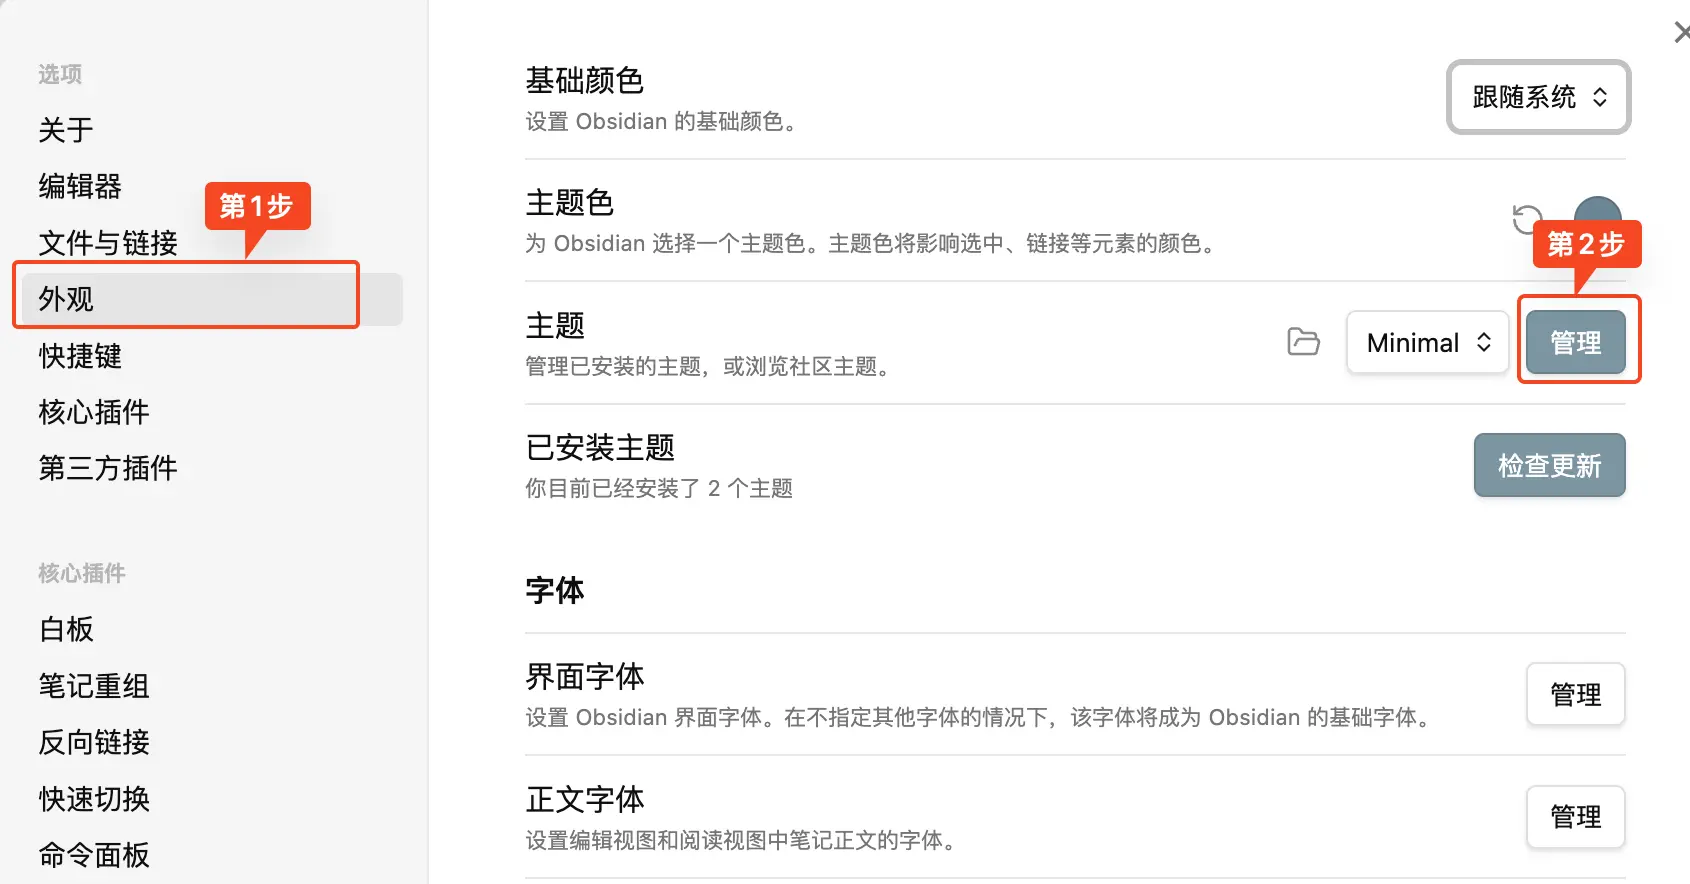 选项
关于
编辑器
第1步
文件与链接
外观
快捷键
核心插件
第三方插件
核心插件
白板
笔记重组
反向链接
快速切换
命令面板
基础颜色
跟随系统
设置 Obsidian 的基础颜色。
主题色
为 Obsidian 选择一个主题色。主题色将影响选中、链接等元素的颜色。
第2步
主题
Minimal
管理
管理已安装的主题，或浏览社区主题。
已安装主题
检查更新
你目前已经安装了 2 个主题
字体
界面字体
管理
设置 Obsidian 界面字体。在不指定其他字体的情况下，该字体将成为 Obsidian 的基础字体。
正文字体
管理
设置编辑视图和阅读视图中笔记正文的字体。